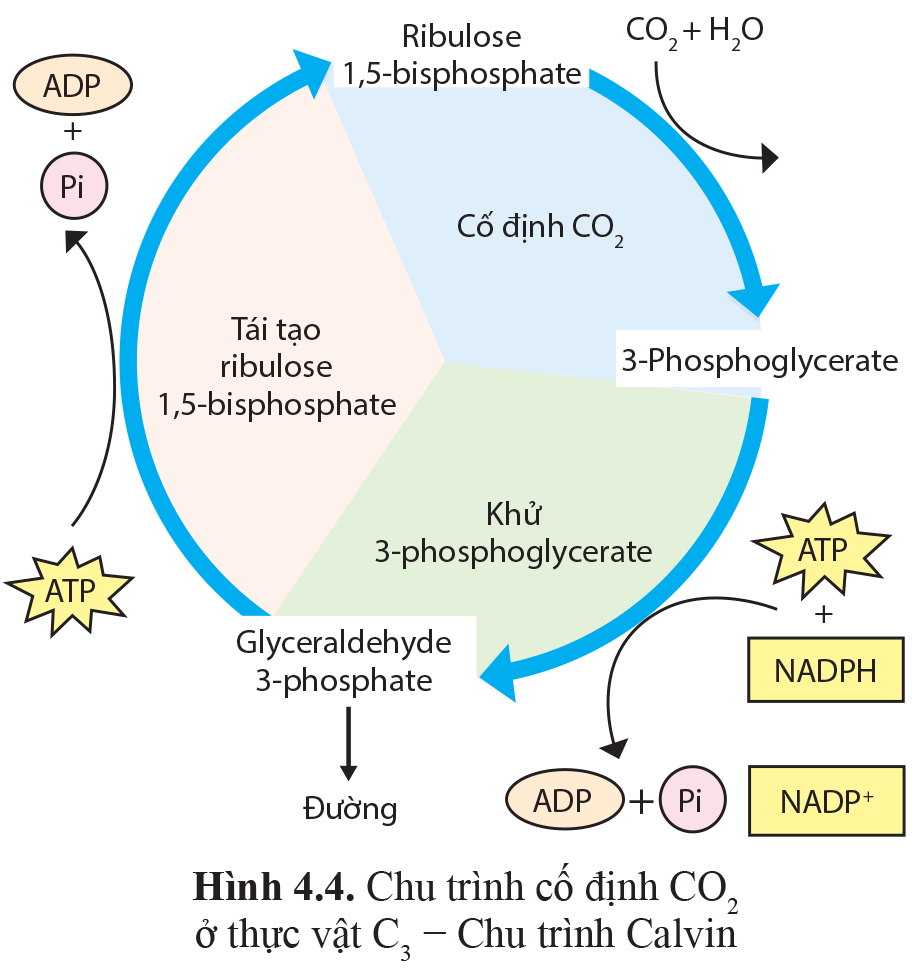 Ribulose
1,5-bisphosphate
CO₂ + H₂O
ADP
+
Pi
Cố định CO₂
Tái tạo
ribulose
1,5-bisphosphate
3-Phosphoglycerate
Khử
3-phosphoglycerate
ATP
ATP
+
NADPH
Glyceraldehyde
3-phosphate
Đường
ADP + Pi
NADP⁺
Hình 4.4. Chu trình cố định CO₂
ở thực vật C₃ – Chu trình Calvin